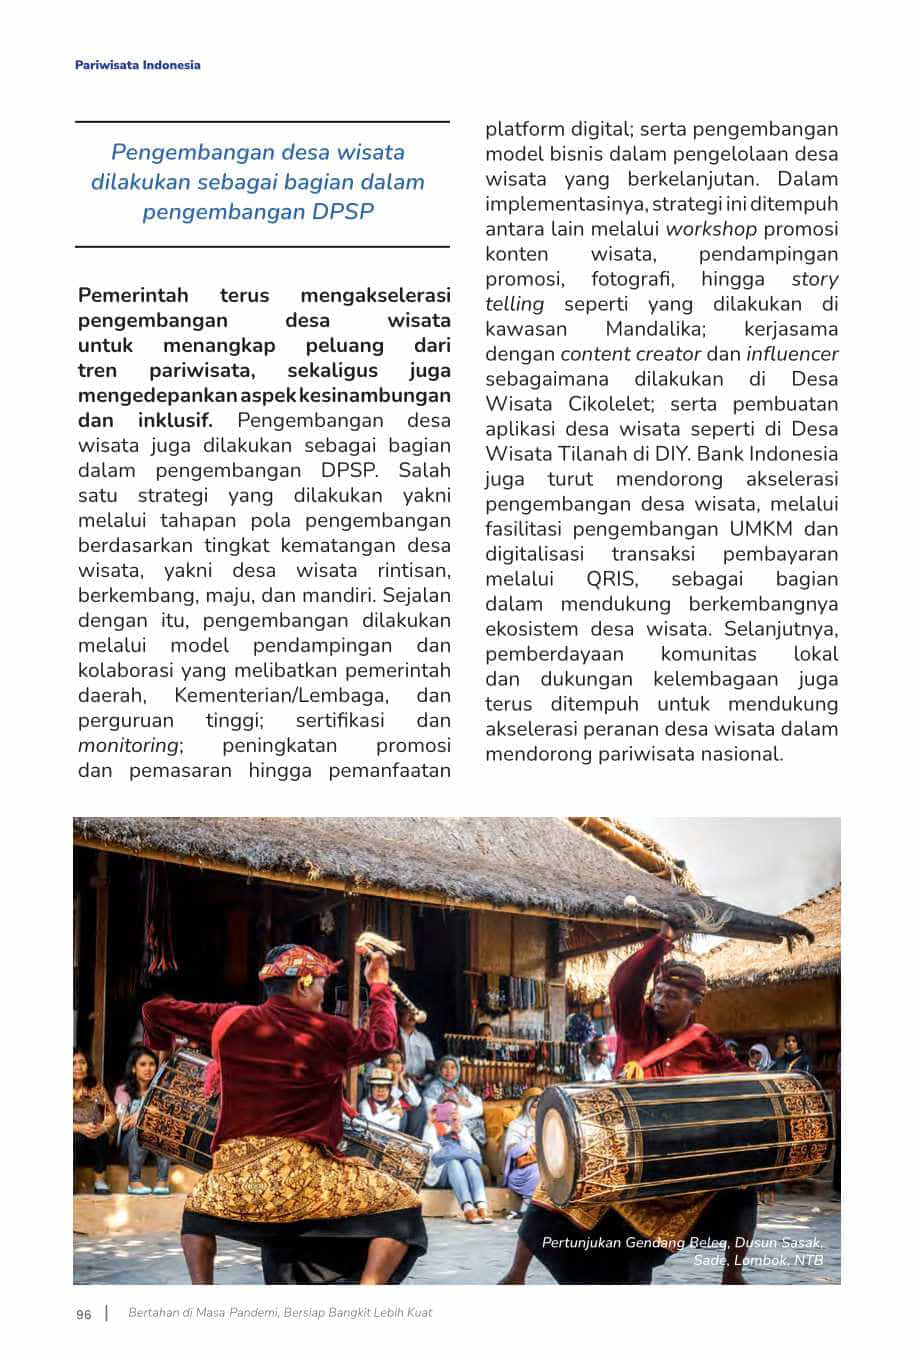 Pariwisata Indonesia
Pengembangan desa wisata
dilakukan sebagai bagian dalam
pengembangan DPSP
Pemerintah terus mengakselerasi
pengembangan desa wisata
untuk menangkap peluang dari
tren pariwisata, sekaligus juga
mengedepankan aspek kesinambungan
dan inklusif. Pengembangan desa
wisata juga dilakukan sebagai bagian
dalam pengembangan DPSP. Salah
satu strategi yang dilakukan yakni
melalui tahapan pola pengembangan
berdasarkan tingkat kematangan desa
wisata, yakni desa wisata rintisan,
berkembang, maju, dan mandiri. Sejalan
dengan itu, pengembangan dilakukan
melalui model pendampingan dan
kolaborasi yang melibatkan pemerintah
daerah, Kementerian/Lembaga, dan
perguruan tinggi; sertifikasi dan
monitoring; peningkatan promosi
dan pemasaran hingga pemanfaatan
platform digital; serta pengembangan
model bisnis dalam pengelolaan desa
wisata yang berkelanjutan. Dalam
implementasinya, strategi ini ditempuh
antara lain melalui workshop promosi
konten wisata, pendampingan
promosi, fotografi, hingga story
telling seperti yang dilakukan di
kawasan Mandalika; kerjasama
dengan content creator dan influencer
sebagaimana dilakukan di Desa
Wisata Cikolelet; serta pembuatan
aplikasi desa wisata seperti di Desa
Wisata Tilanah di DIY. Bank Indonesia
juga turut mendorong akselerasi
pengembangan desa wisata, melalui
fasilitasi pengembangan UMKM dan
digitalisasi transaksi pembayaran
melalui QRIS, sebagai bagian
dalam mendukung berkembangnya
ekosistem desa wisata. Selanjutnya,
pemberdayaan komunitas lokal
dan dukungan kelembagaan juga
terus ditempuh untuk mendukung
akselerasi peranan desa wisata dalam
mendorong pariwisata nasional.
Pertunjukan Gendang Beleq, Dusun Sasak,
Sade, Lombok, NTB
96 | Bertahan di Masa Pandemi, Bersiap Bangkit Lebih Kuat